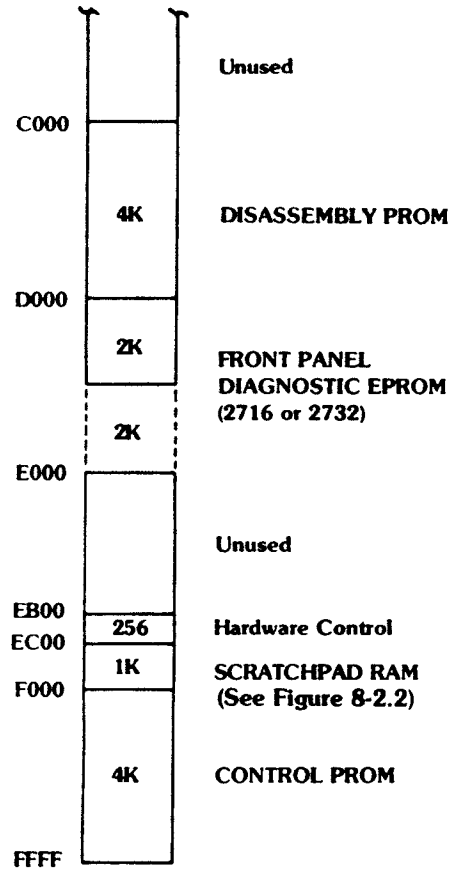 Unused
C000
4K DISASSEMBLY PROM
D000
2K
FRONT PANEL
DIAGNOSTIC EPROM
(2716 or 2732)
2K
E000
Unused
EB00
256 Hardware Control
EC00
1K SCRATCHPAD RAM
F000 (See Figure 8-2.2)
4K CONTROL PROM
FFFF